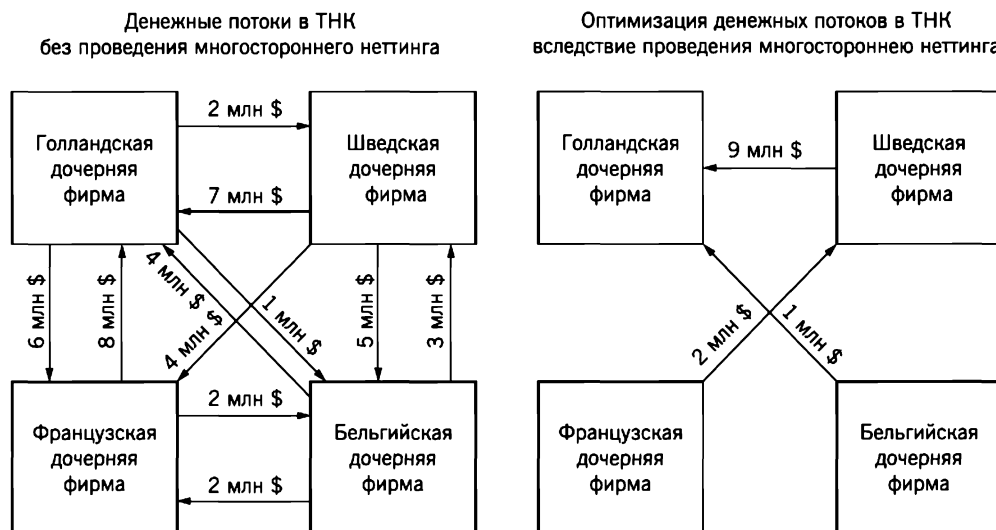 Денежные потоки в ТНК
без проведения многостороннего неттинга
Оптимизация денежных потоков в ТНК
вследствие проведения многостороннею неттинга
Голландская
дочерняя
фирма
2 млн $
7 млн $
Шведская
дочерняя
фирма
6 млн $
8 млн $
4 млн $ $
1 млн $
4 млн $
5 млн $
3 млн $
Французская
дочерняя
фирма
2 млн $
2 млн $
Бельгийская
дочерняя
фирма
Голландская
дочерняя
фирма
9 млн $
Шведская
дочерняя
фирма
2 млн $
1 млн $
Французская
дочерняя
фирма
Бельгийская
дочерняя
фирма